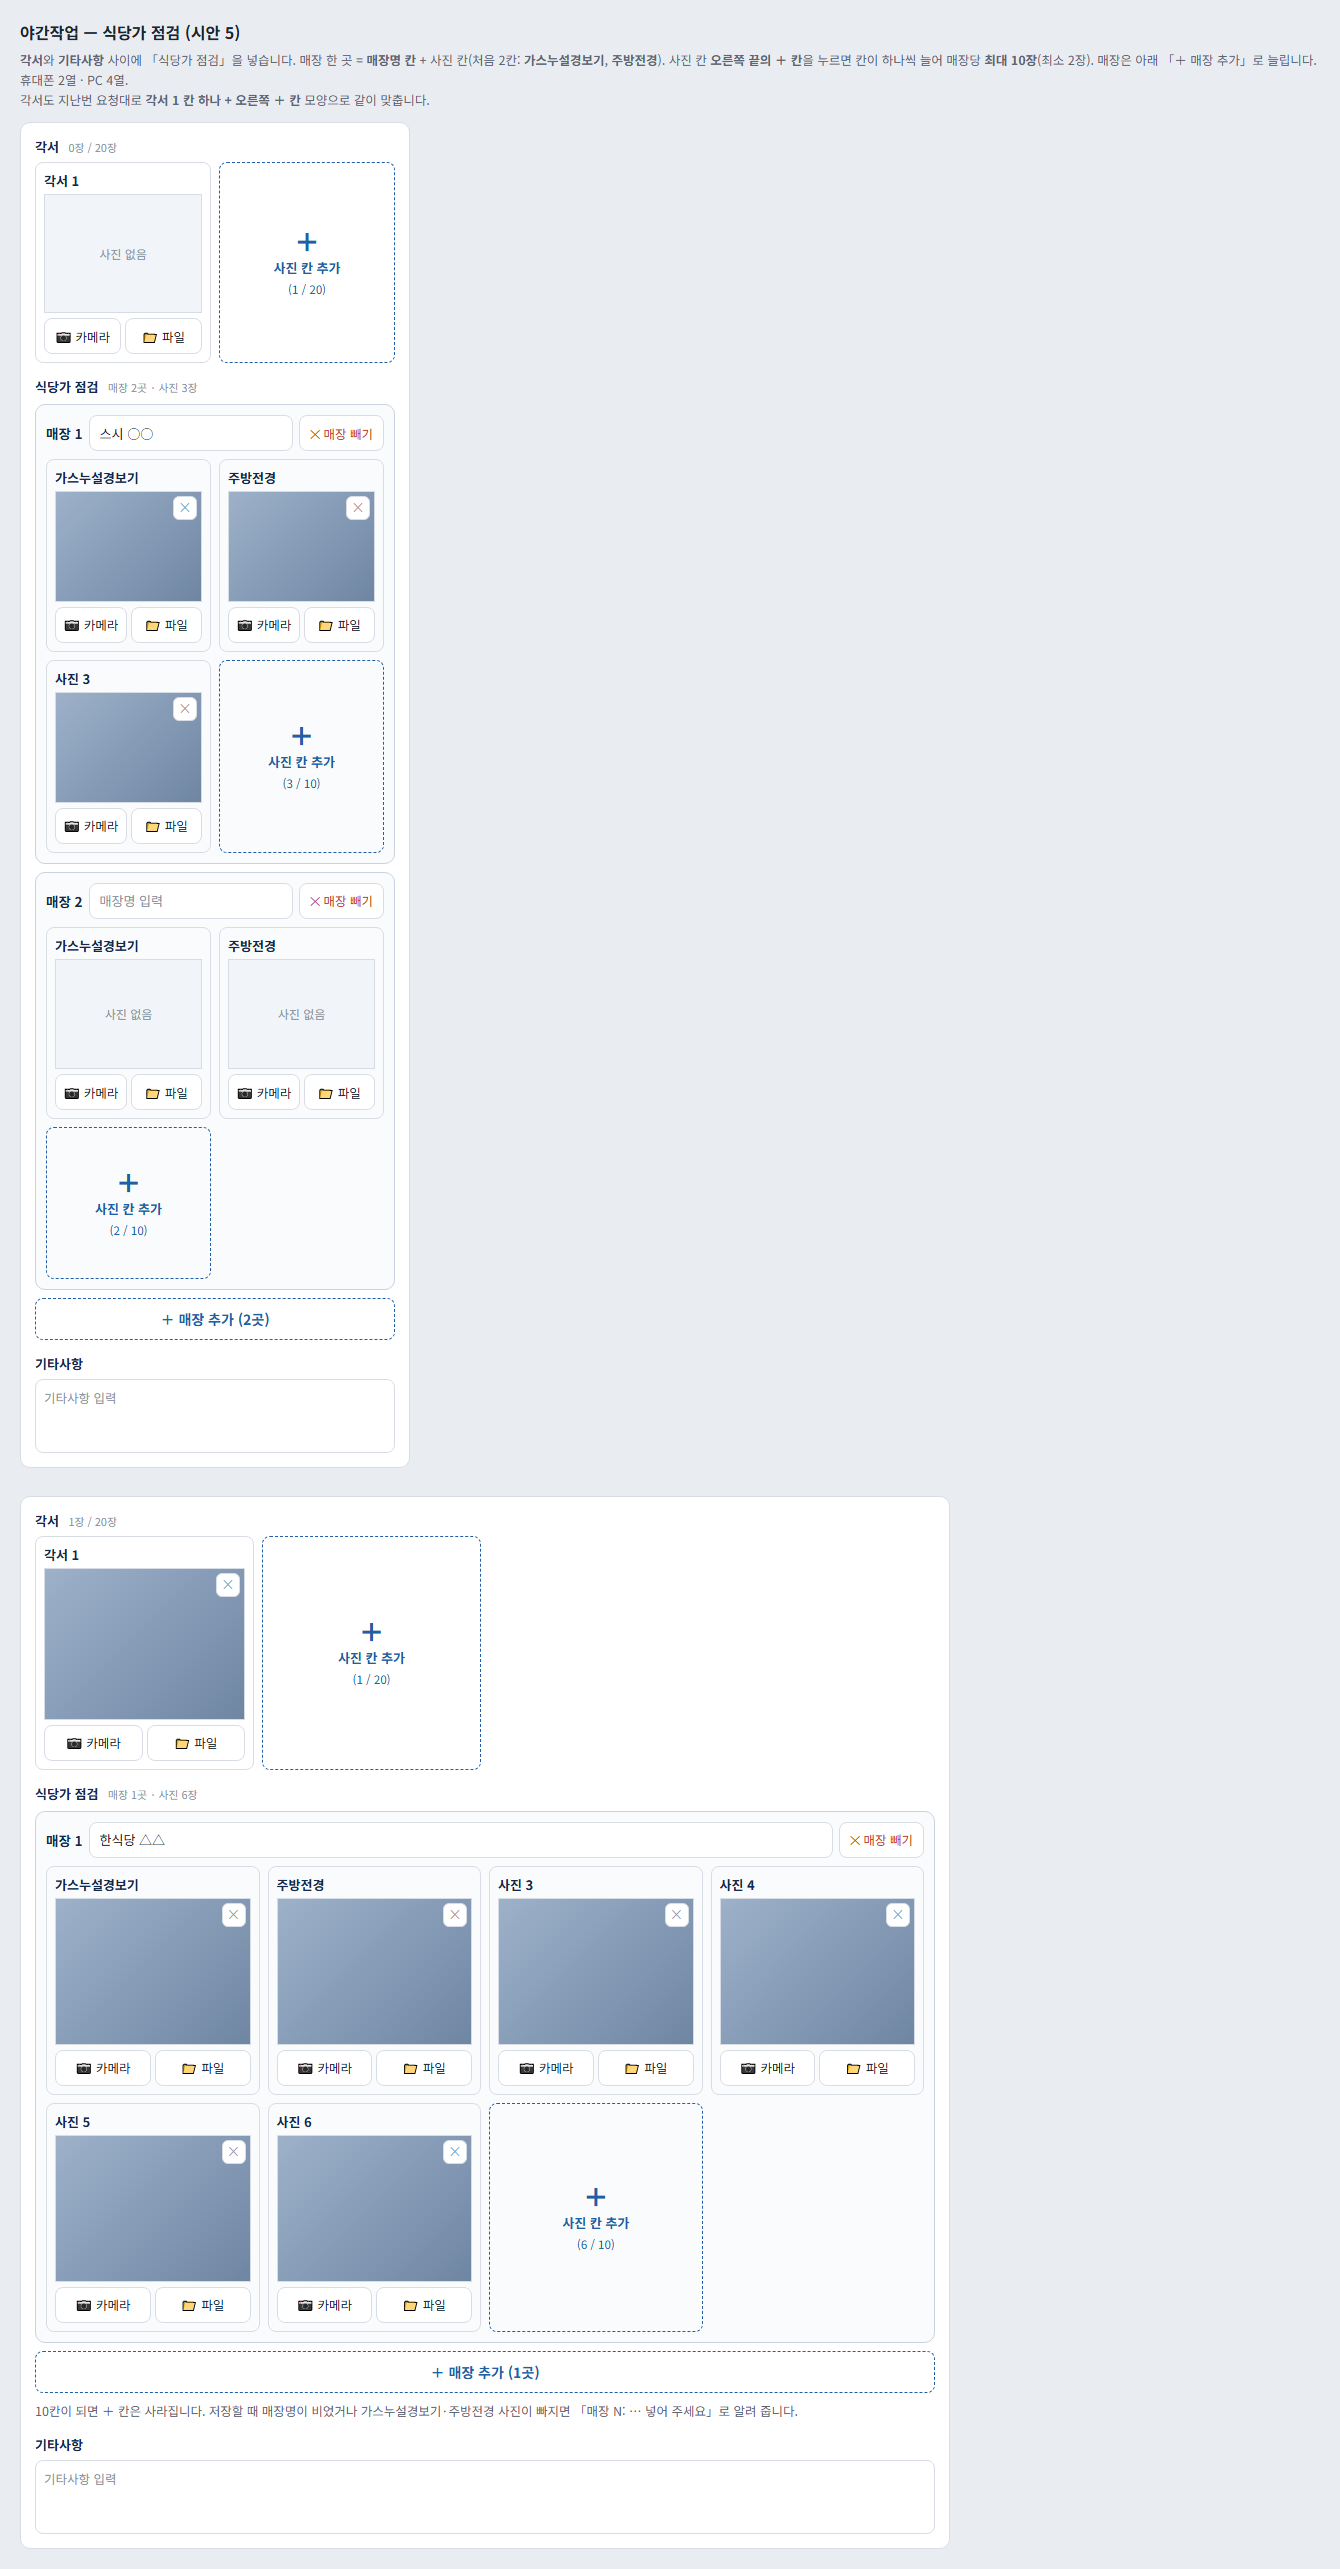 야간작업 — 식당가 점검 (시안 5)
각서와 기타사항 사이에 「식당가 점검」을 넣습니다. 매장 한 곳 = 매장명 칸 + 사진 칸(처음 2칸: 가스누설경보기, 주방전경). 사진 칸 오른쪽 끝의 ＋ 칸을 누르면 칸이 하나씩 늘어 매장당 최대 10장(최소 2장). 매장은 아래 「＋ 매장 추가」로 늘립니다.
휴대폰 2열 · PC 4열.
각서도 지난번 요청대로 각서 1 칸 하나 + 오른쪽 ＋ 칸 모양으로 같이 맞춥니다.
각서 0장 / 20장
각서 1
사진 없음
📷 카메라 📁 파일
＋
사진 칸 추가
(1 / 20)
식당가 점검 매장 2곳 · 사진 3장
매장 1 스시 ○○ ✕ 매장 빼기
가스누설경보기 주방전경
✕ ✕
📷 카메라 📁 파일 📷 카메라 📁 파일
사진 3
✕
📷 카메라 📁 파일
＋
사진 칸 추가
(3 / 10)
매장 2 매장명 입력 ✕ 매장 빼기
가스누설경보기 주방전경
사진 없음 사진 없음
📷 카메라 📁 파일 📷 카메라 📁 파일
＋
사진 칸 추가
(2 / 10)
＋ 매장 추가 (2곳)
기타사항
기타사항 입력
각서 1장 / 20장
각서 1
✕
📷 카메라 📁 파일
＋
사진 칸 추가
(1 / 20)
식당가 점검 매장 1곳 · 사진 6장
매장 1 한식당 △△ ✕ 매장 빼기
가스누설경보기 주방전경 사진 3 사진 4
✕ ✕ ✕ ✕
📷 카메라 📁 파일 📷 카메라 📁 파일 📷 카메라 📁 파일 📷 카메라 📁 파일
사진 5 사진 6
✕ ✕
📷 카메라 📁 파일 📷 카메라 📁 파일
＋
사진 칸 추가
(6 / 10)
＋ 매장 추가 (1곳)
10칸이 되면 ＋ 칸은 사라집니다. 저장할 때 매장명이 비었거나 가스누설경보기·주방전경 사진이 빠지면 「매장 N: … 넣어 주세요」로 알려 줍니다.
기타사항
기타사항 입력